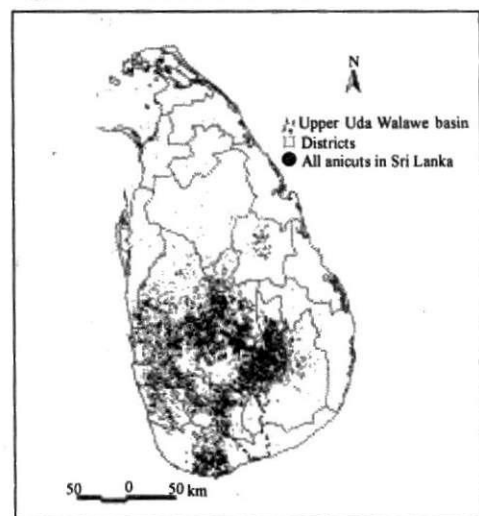 N
Upper Uda Walawe basin
Districts
All anicuts in Sri Lanka
50 0 50 km